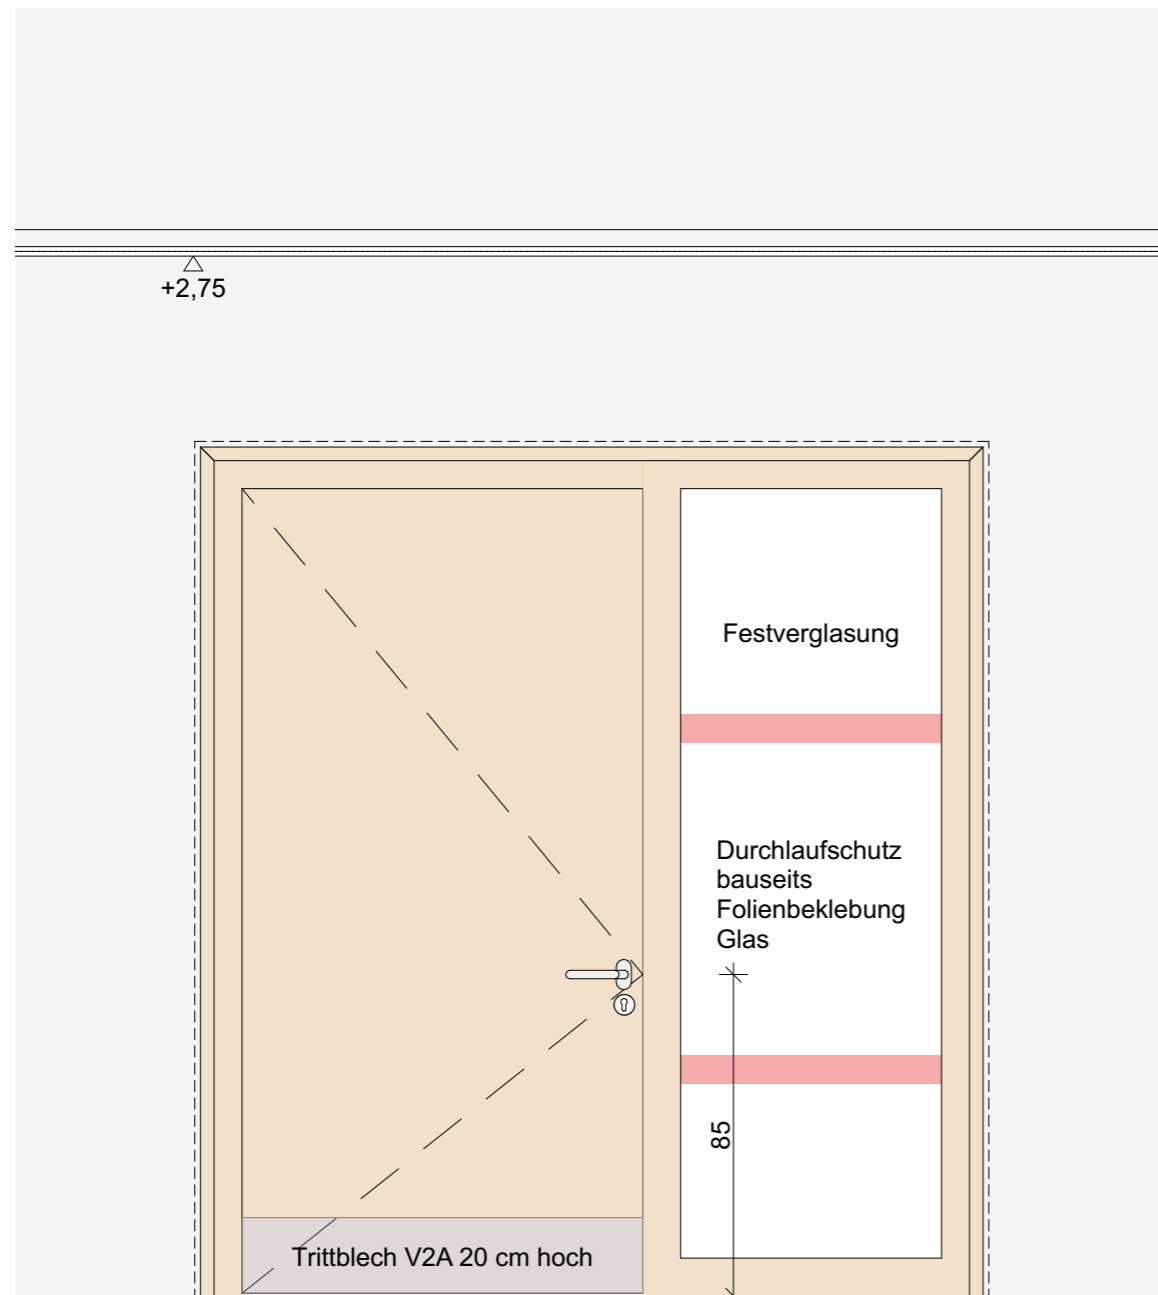 +2,75
Festverglasung
Durchlaufschutz
bauseits
Folienbeklebung
Glas
85
Trittblech V2A 20 cm hoch